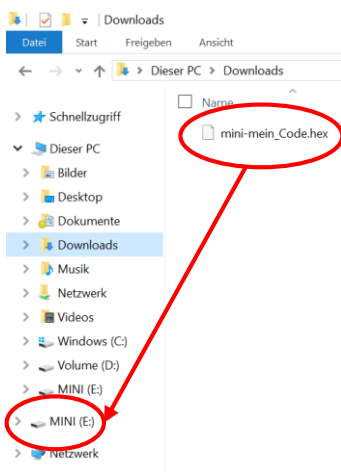 Downloads
Datei Start Freigeben Ansicht
Dieser PC > Downloads
Name
mini-mein_Code.hex
Schnellzugriff
Dieser PC
Bilder
Desktop
Dokumente
Downloads
Musik
Netzwerk
Videos
Windows (C:)
Volume (D:)
MINI (E:)
MINI (E:)
Netzwerk